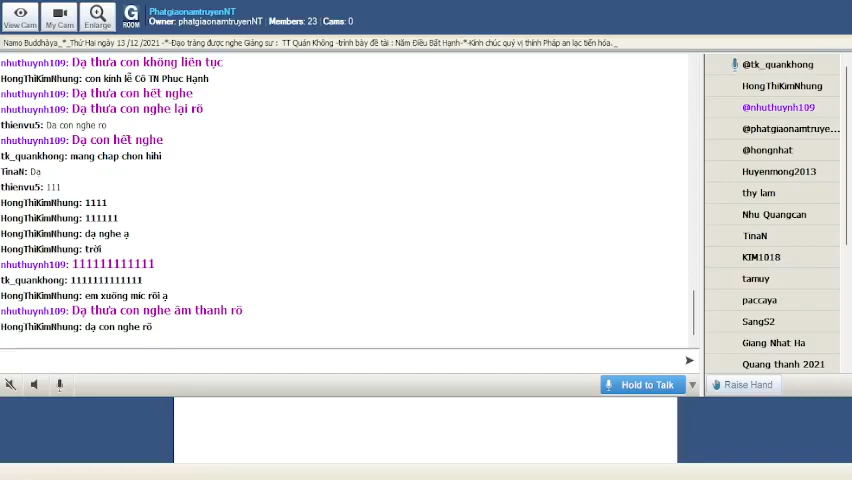 View Cam
My Cam
Enlarge
G
ROOM
PhatgiaonamtruyenNT
Owner: phatgiaonamtruyenNT Members: 23 | Cams: 0
Namo Buddhàya_*_Thứ Hai ngày 13 /12 /2021 -*-Đạo tràng được nghe Giảng sư : TT Quán Không -trình bày đề tài : Năm Điều Bất Hạnh-*-Kính chúc quý vị thính Pháp an lạc tiến hóa._
nhuthuynh109: Dạ thưa con không liên tục
HongThiKimNhung: con kính lễ Cô TN Phuc Hạnh
nhuthuynh109: Dạ thưa con hết nghe
nhuthuynh109: Dạ thưa con nghe lại rõ
thienvu5: Da con nghe ro
nhuthuynh109: Dạ con hết nghe
tk_quankhong: mang chap chon hihi
TinaN: Dạ
thienvu5: 111
HongThiKimNhung: 1111
HongThiKimNhung: 111111
HongThiKimNhung: dạ nghe ạ
HongThiKimNhung: trời
nhuthuynh109: 111111111111
tk_quankhong: 1111111111111
HongThiKimNhung: em xuống mic rồi ạ
nhuthuynh109: Dạ thưa con nghe âm thanh rõ
HongThiKimNhung: dạ con nghe rõ
Hold to Talk
@tk_quankhong
HongThiKimNhung
@nhuthuynh109
@phatgiaonamtruye...
@hongnhat
Huyenmong2013
thy lam
Nhu Quangcan
TinaN
KIM1018
tamuy
paccaya
SangS2
Giang Nhat Ha
Quang thanh 2021
Raise Hand